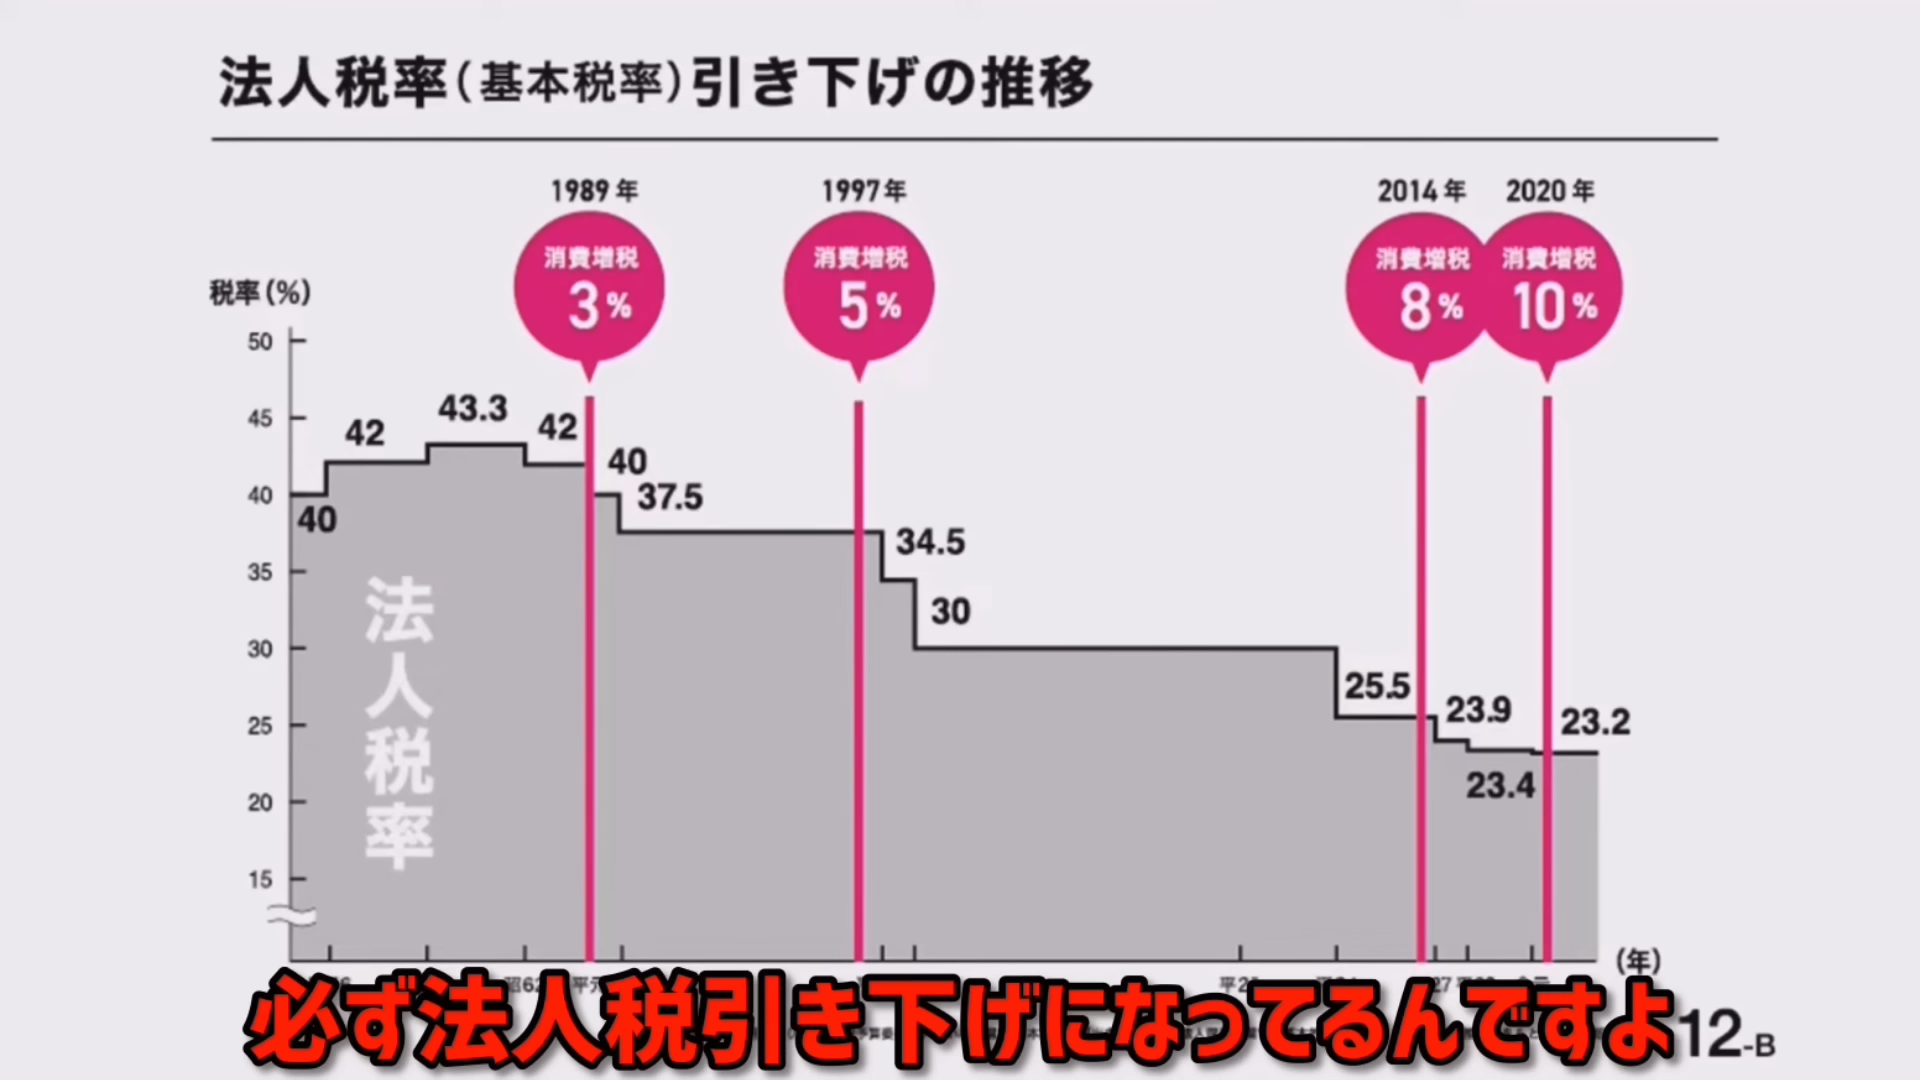 法人税率(基本税率)引き下げの推移
1989年
1997年
2014年
2020年
消費増税
3%
消費増税
5%
消費増税
8%
消費増税
10%
税率(%)
50
45
40
35
30
25
20
15
40
42
43.3
42
40
37.5
34.5
30
25.5
23.9
23.4
23.2
法人税率
(年)
必ず法人税引き下げになってるんですよ
12-B